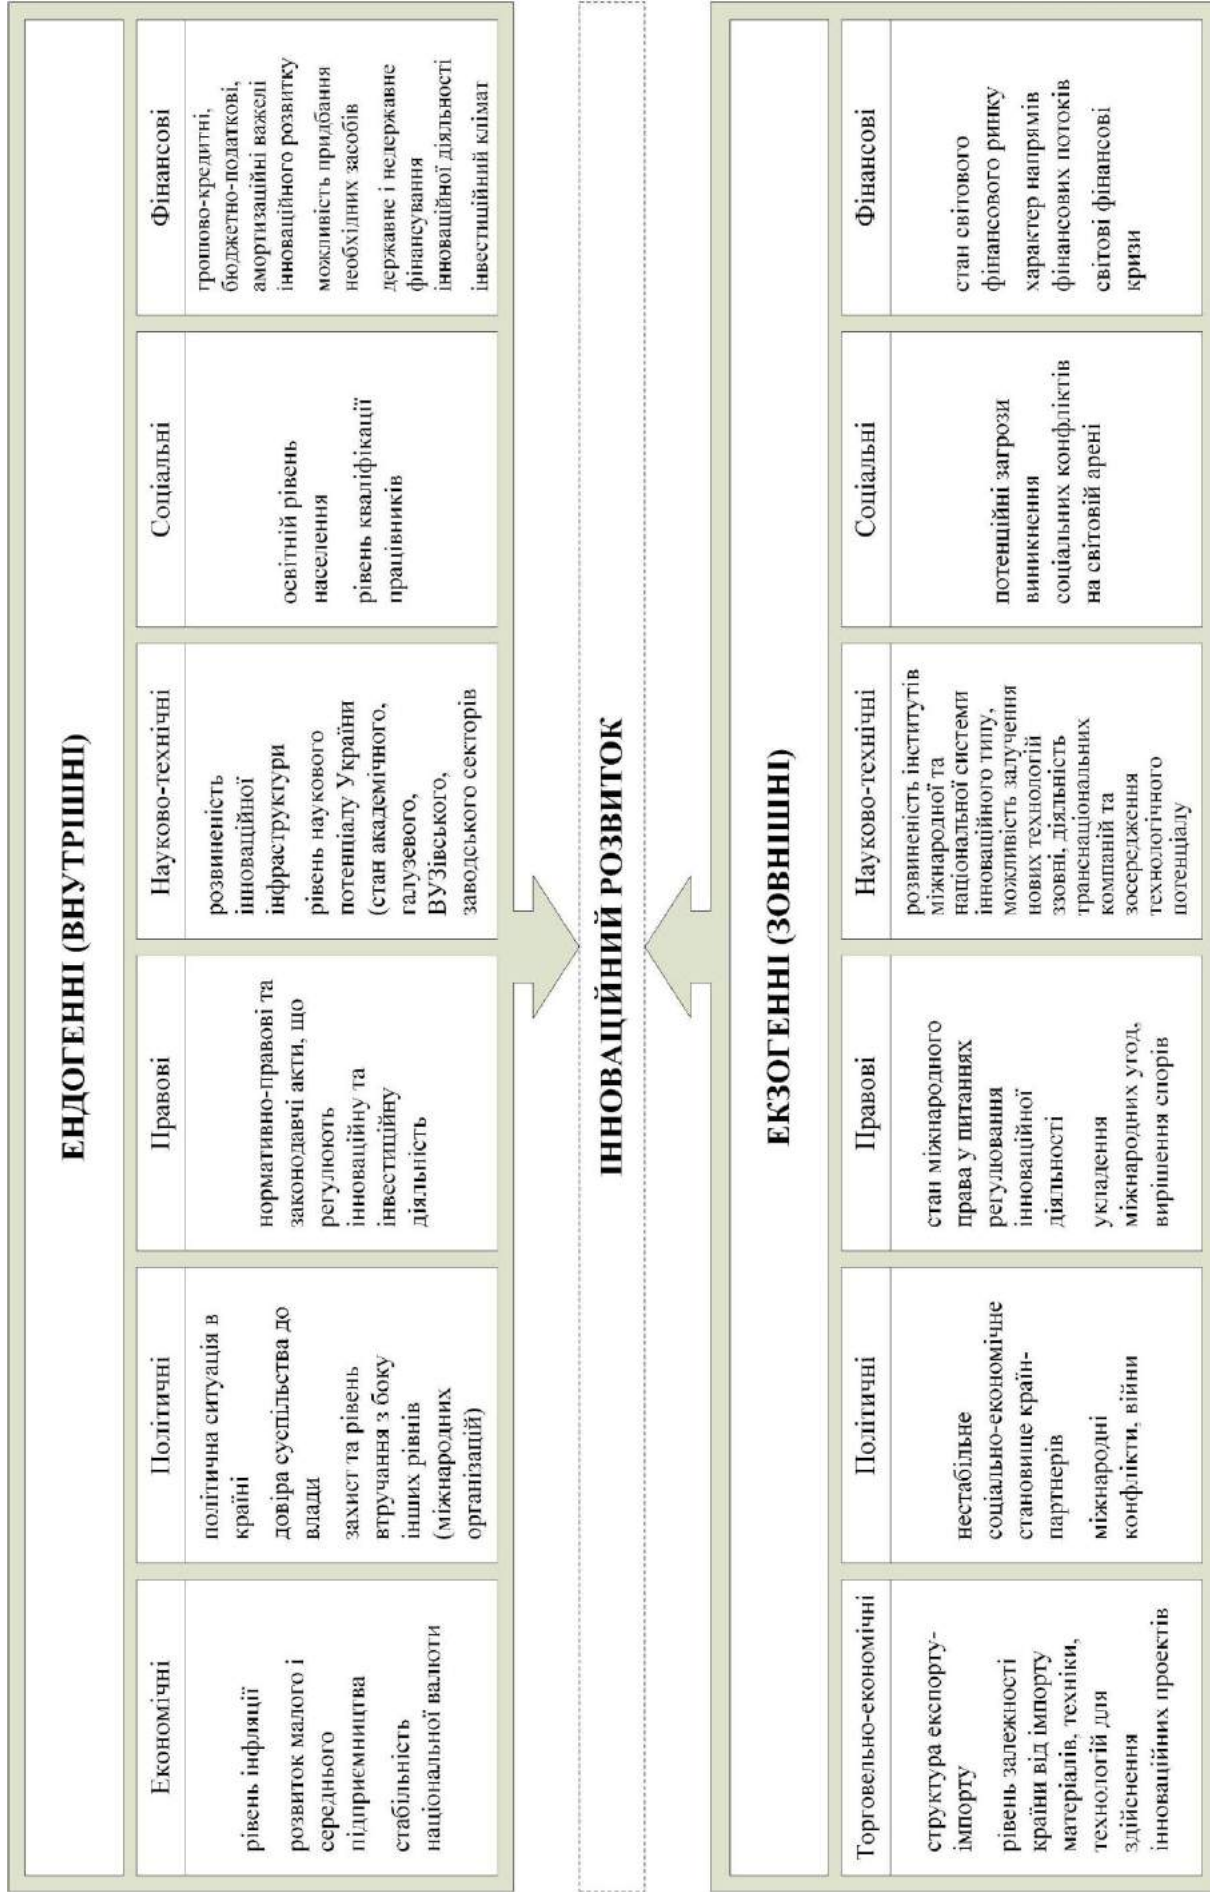 ЕНДОГЕННІ (ВНУТРІШНІ)
Економічні
рівень інфляції
розвиток малого і
середнього
підприємництва
стабільність
національної валюти
Політичні
політична ситуація в
країні
довіра суспільства до
влади
захист та рівень
втручання з боку
інших рівнів
(міжнародних
організацій)
Правові
нормативно-правові та
законодавчі акти, що
регулюють
інноваційну та
інвестиційну
діяльність
Науково-технічні
розвиненість
інноваційної
інфраструктури
рівень наукового
потенціалу України
(стан академічного,
галузевого,
ВУЗівського,
заводського секторів
Соціальні
освітній рівень
населення
рівень кваліфікації
працівників
Фінансові
грошово-кредитні,
бюджетно-податкові,
амортизаційні важелі
інноваційного розвитку
можливість придбання
необхідних засобів
державне і недержавне
фінансування
інноваційної діяльності
інвестиційний клімат
ІННОВАЦІЙНИЙ РОЗВИТОК
ЕКЗОГЕННІ (ЗОВНІШНІ)
Торговельно-економічні
структура експорту-
імпорту
рівень залежності
країни від імпорту
матеріалів, техніки,
технологій для
здійснення
інноваційних проектів
Політичні
нестабільне
соціально-економічне
становище країн-
партнерів
міжнародні
конфлікти, війни
Правові
стан міжнародного
права у питаннях
регулювання
інноваційної
діяльності
укладення
міжнародних угод,
вирішення спорів
Науково-технічні
розвиненість інститутів
міжнародної та
національної системи
інноваційного типу,
можливість залучення
нових технологій
ззовні, діяльність
транснаціональних
компаній та
зосередження
технологічного
потенціалу
Соціальні
потенційні загрози
виникнення
соціальних конфліктів
на світовій арені
Фінансові
стан світового
фінансового ринку
характер напрямів
фінансових потоків
світові фінансові
кризи